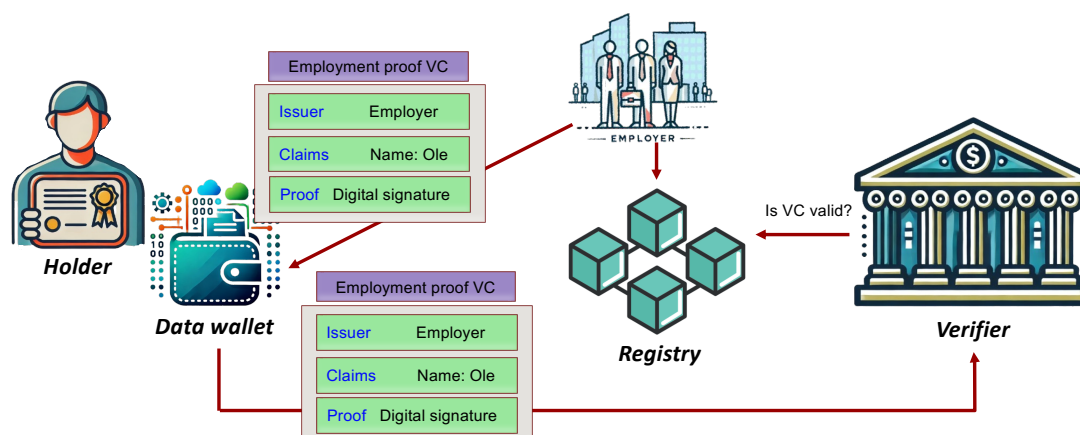 Employment proof VC
Issuer Employer
Claims Name: Ole
Proof Digital signature
EMPLOYER
$
Is VC valid?
Holder
Data wallet
Employment proof VC
Issuer Employer
Claims Name: Ole
Proof Digital signature
Registry
Verifier